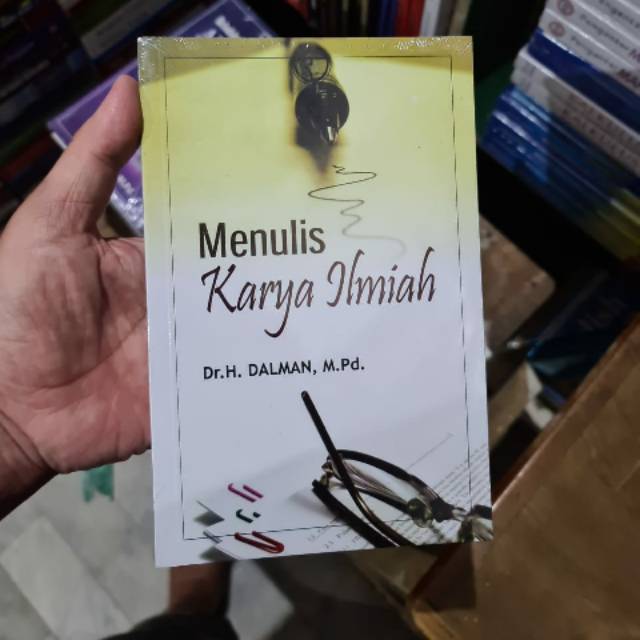 Menulis
Karya Ilmiah
Dr.H. DALMAN, M.Pd.